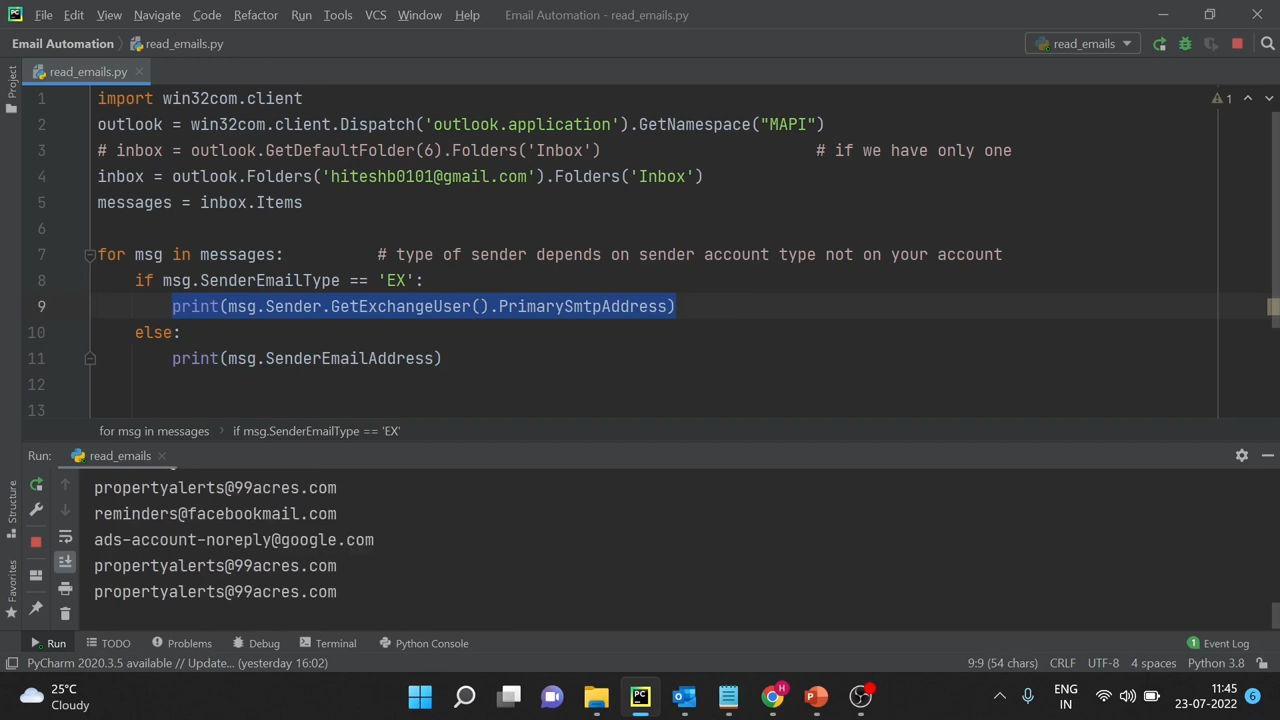 File Edit View Navigate Code Refactor Run Tools VCS Window Help Email Automation - read_emails.py
Email Automation read_emails.py read_emails
Project
read_emails.py
1 import win32com.client 1
2 outlook = win32com.client.Dispatch('outlook.application').GetNamespace("MAPI")
3 # inbox = outlook.GetDefaultFolder(6).Folders('Inbox') # if we have only one
4 inbox = outlook.Folders('hiteshb0101@gmail.com').Folders('Inbox')
5 messages = inbox.Items
6
7 for msg in messages: # type of sender depends on sender account type not on your account
8 if msg.SenderEmailType == 'EX':
9 print(msg.Sender.GetExchangeUser().PrimarySmtpAddress)
10 else:
11 print(msg.SenderEmailAddress)
12
13
for msg in messages if msg.SenderEmailType == 'EX'
Run: read_emails
propertyalerts@99acres.com
reminders@facebookmail.com
ads-account-noreply@google.com
propertyalerts@99acres.com
propertyalerts@99acres.com
Structure
Favorites
Run TODO Problems Debug Terminal Python Console 1 Event Log
PyCharm 2020.3.5 available // Update... (yesterday 16:02) 9:9 (54 chars) CRLF UTF-8 4 spaces Python 3.8
25°C
Cloudy
ENG
IN
11:45
23-07-2022
6